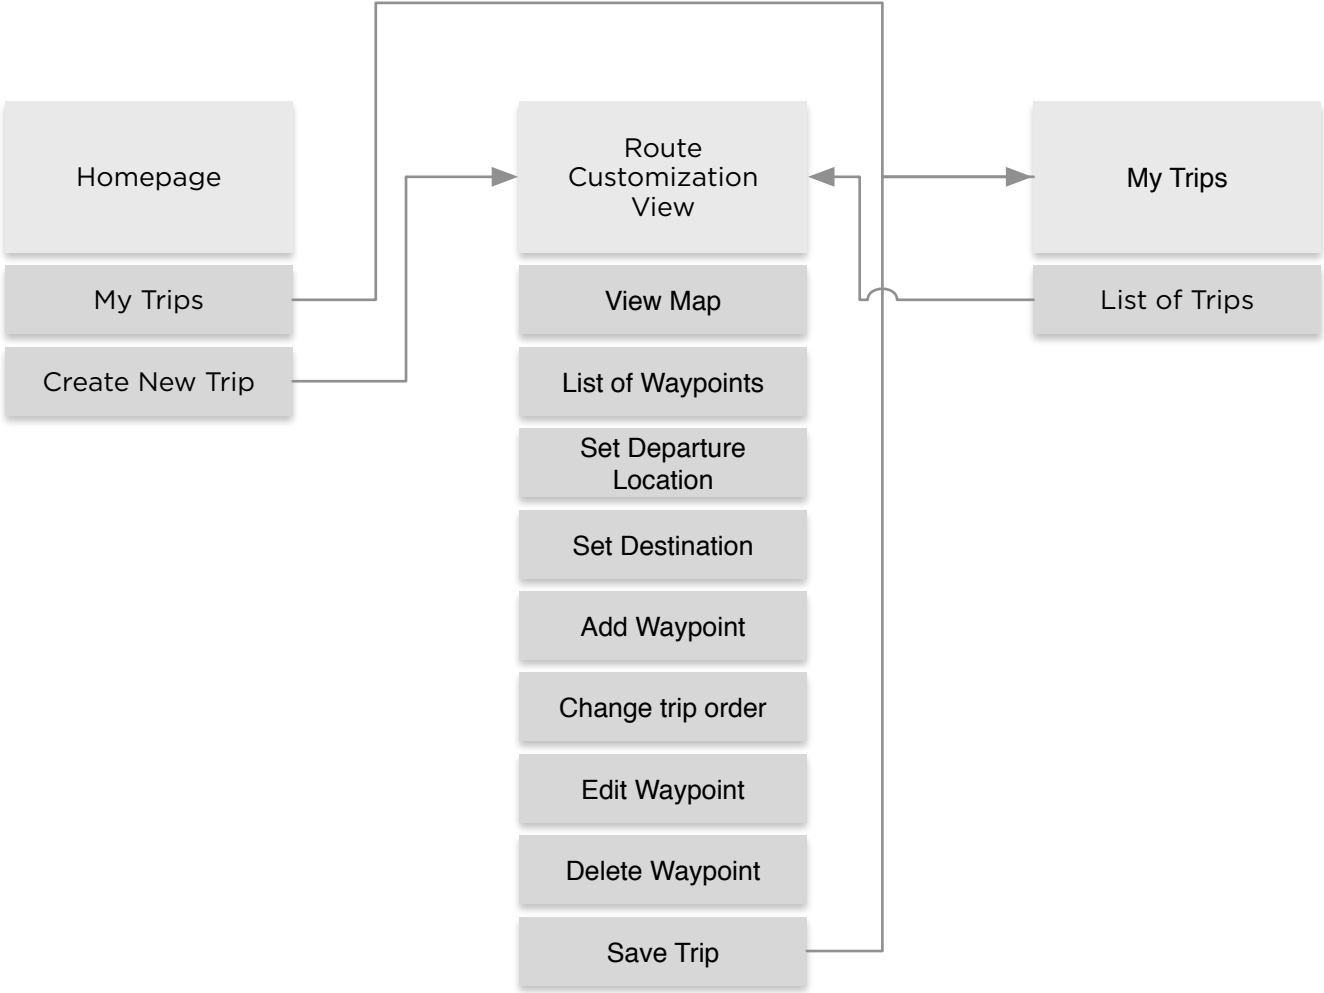 Homepage
My Trips
Create New Trip
Route
Customization
View
View Map
List of Waypoints
Set Departure
Location
Set Destination
Add Waypoint
Change trip order
Edit Waypoint
Delete Waypoint
Save Trip
My Trips
List of Trips